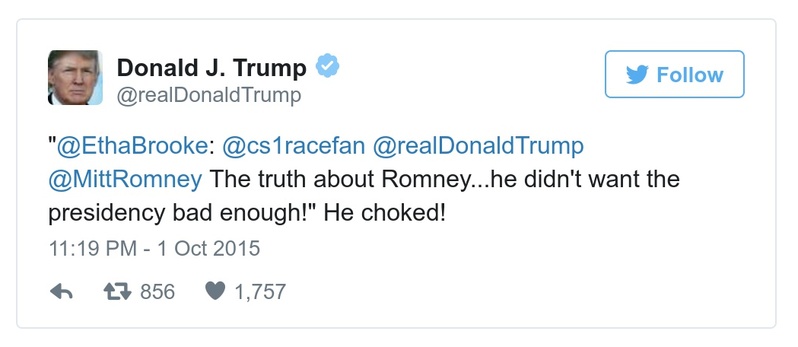 Donald J. Trump
@realDonaldTrump
Follow
"@EthaBrooke: @cs1racefan @realDonaldTrump
@MittRomney The truth about Romney...he didn't want the
presidency bad enough!" He choked!
11:19 PM - 1 Oct 2015
856 1,757